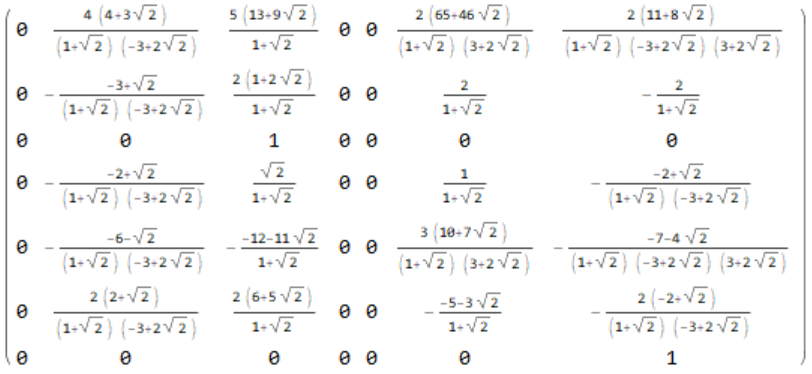 0 4 (4+3√2)/((1+√2) (-3+2√2)) 5 (13+9√2)/(1+√2) 0 0 2 (65+46√2)/((1+√2) (3+2√2)) 2 (11+8√2)/((1+√2) (-3+2√2) (3+2√2))
0 - (-3+√2)/((1+√2) (-3+2√2)) 2 (1+2√2)/(1+√2) 0 0 2/(1+√2) - 2/(1+√2)
0 0 1 0 0 0 0
0 - (-2+√2)/((1+√2) (-3+2√2)) √2/(1+√2) 0 0 1/(1+√2) - (-2+√2)/((1+√2) (-3+2√2))
0 - (-6-√2)/((1+√2) (-3+2√2)) - (-12-11√2)/(1+√2) 0 0 3 (10+7√2)/((1+√2) (3+2√2)) - (-7-4√2)/((1+√2) (-3+2√2) (3+2√2))
0 2 (2+√2)/((1+√2) (-3+2√2)) 2 (6+5√2)/(1+√2) 0 0 - (-5-3√2)/(1+√2) - 2 (-2+√2)/((1+√2) (-3+2√2))
0 0 0 0 0 0 1